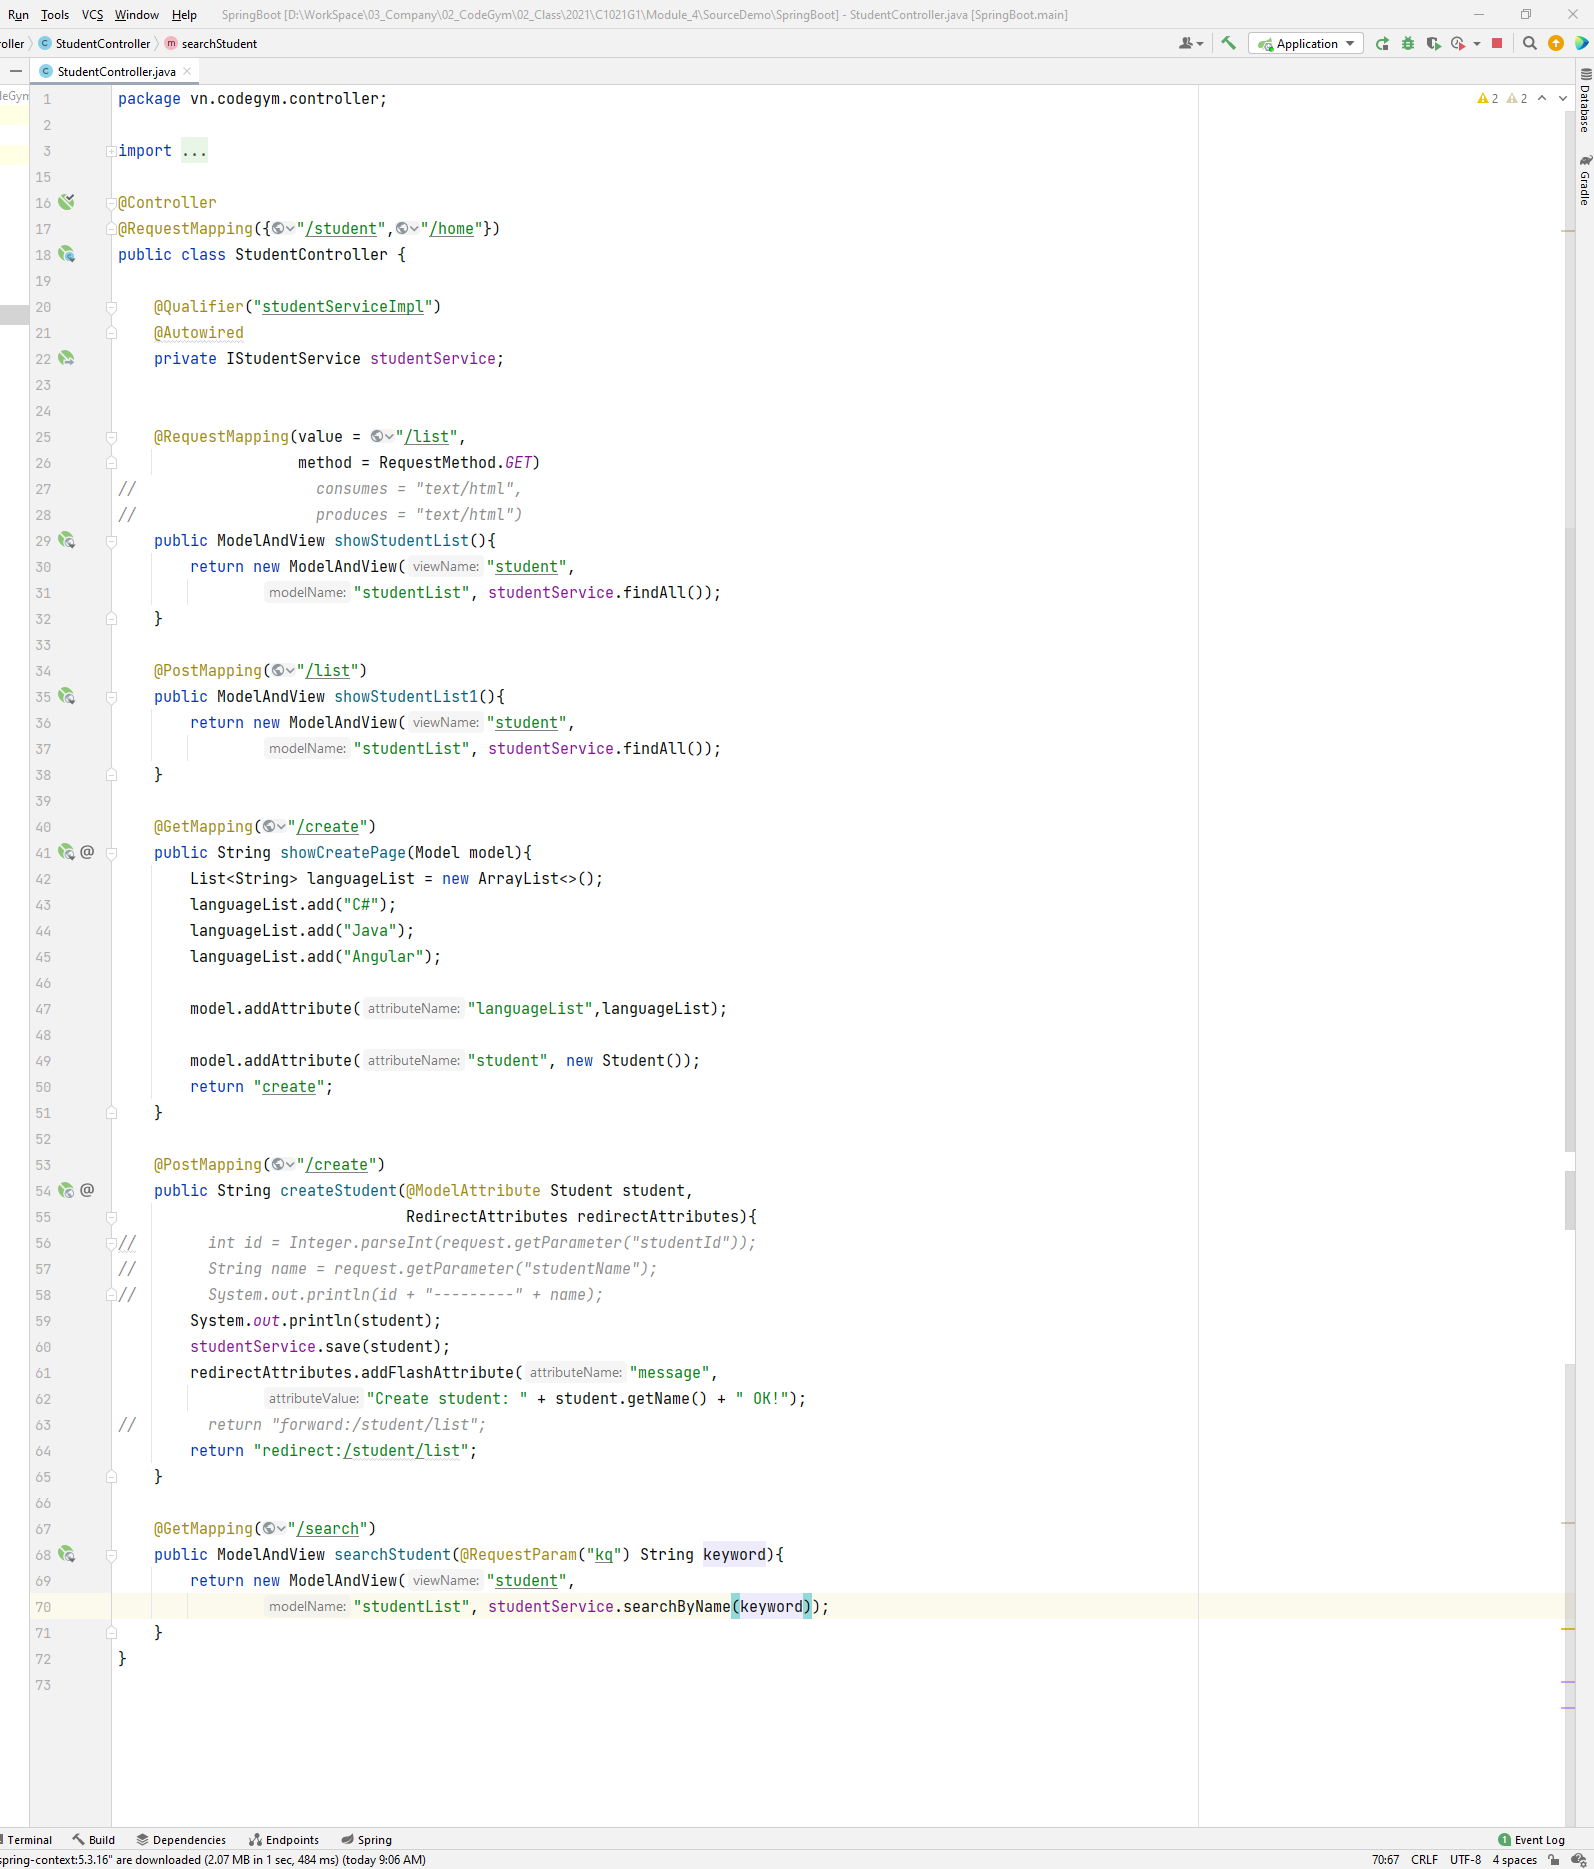 Run Tools VCS Window Help SpringBoot [D:\WorkSpace\03_Company\02_CodeGym\02_Class\2021\C1021G1\Module_4\SourceDemo\SpringBoot] - StudentController.java [SpringBoot.main]
roller StudentController searchStudent Application
StudentController.java
1 package vn.codegym.controller;
2
3 import ...
15
16 @Controller
17 @RequestMapping({"/student","/home"})
18 public class StudentController {
19
20 @Qualifier("studentServiceImpl")
21 @Autowired
22 private IStudentService studentService;
23
24
25 @RequestMapping(value = "/list",
26 method = RequestMethod.GET)
27 // consumes = "text/html",
28 // produces = "text/html")
29 public ModelAndView showStudentList(){
30 return new ModelAndView( viewName: "student",
31 modelName: "studentList", studentService.findAll());
32 }
33
34 @PostMapping("/list")
35 public ModelAndView showStudentList1(){
36 return new ModelAndView( viewName: "student",
37 modelName: "studentList", studentService.findAll());
38 }
39
40 @GetMapping("/create")
41 @ public String showCreatePage(Model model){
42 List<String> languageList = new ArrayList<>();
43 languageList.add("C#");
44 languageList.add("Java");
45 languageList.add("Angular");
46
47 model.addAttribute( attributeName: "languageList",languageList);
48
49 model.addAttribute( attributeName: "student", new Student());
50 return "create";
51 }
52
53 @PostMapping("/create")
54 @ public String createStudent(@ModelAttribute Student student,
55 RedirectAttributes redirectAttributes){
56 // int id = Integer.parseInt(request.getParameter("studentId"));
57 // String name = request.getParameter("studentName");
58 // System.out.println(id + "---------" + name);
59 System.out.println(student);
60 studentService.save(student);
61 redirectAttributes.addFlashAttribute( attributeName: "message",
62 attributeValue: "Create student: " + student.getName() + " OK!");
63 // return "forward:/student/list";
64 return "redirect:/student/list";
65 }
66
67 @GetMapping("/search")
68 public ModelAndView searchStudent(@RequestParam("kq") String keyword){
69 return new ModelAndView( viewName: "student",
70 modelName: "studentList", studentService.searchByName(keyword));
71 }
72 }
73
2 2
Database
Gradle
Terminal Build Dependencies Endpoints Spring 1 Event Log
spring-context:5.3.16" are downloaded (2.07 MB in 1 sec, 484 ms) (today 9:06 AM) 70:67 CRLF UTF-8 4 spaces